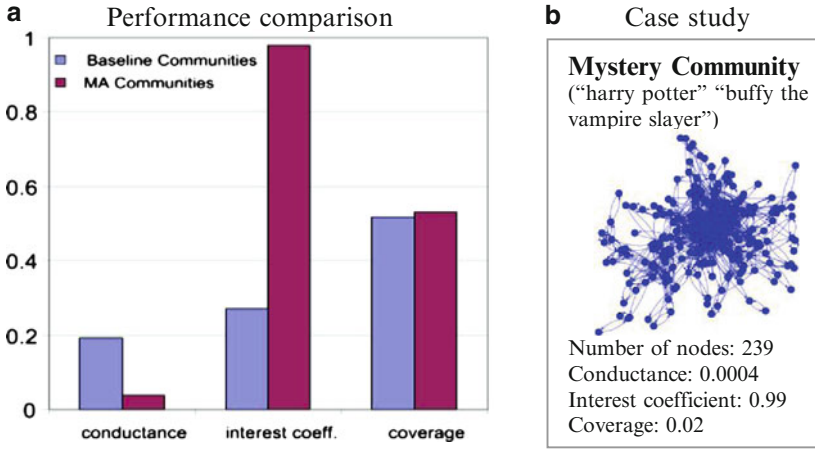 a
Performance comparison
1
0.8
0.6
0.4
0.2
0
Baseline Communities
MA Communities
conductance
interest coeff.
coverage
b
Case study
Mystery Community
(“harry potter” “buffy the
vampire slayer”)
Number of nodes: 239
Conductance: 0.0004
Interest coefficient: 0.99
Coverage: 0.02